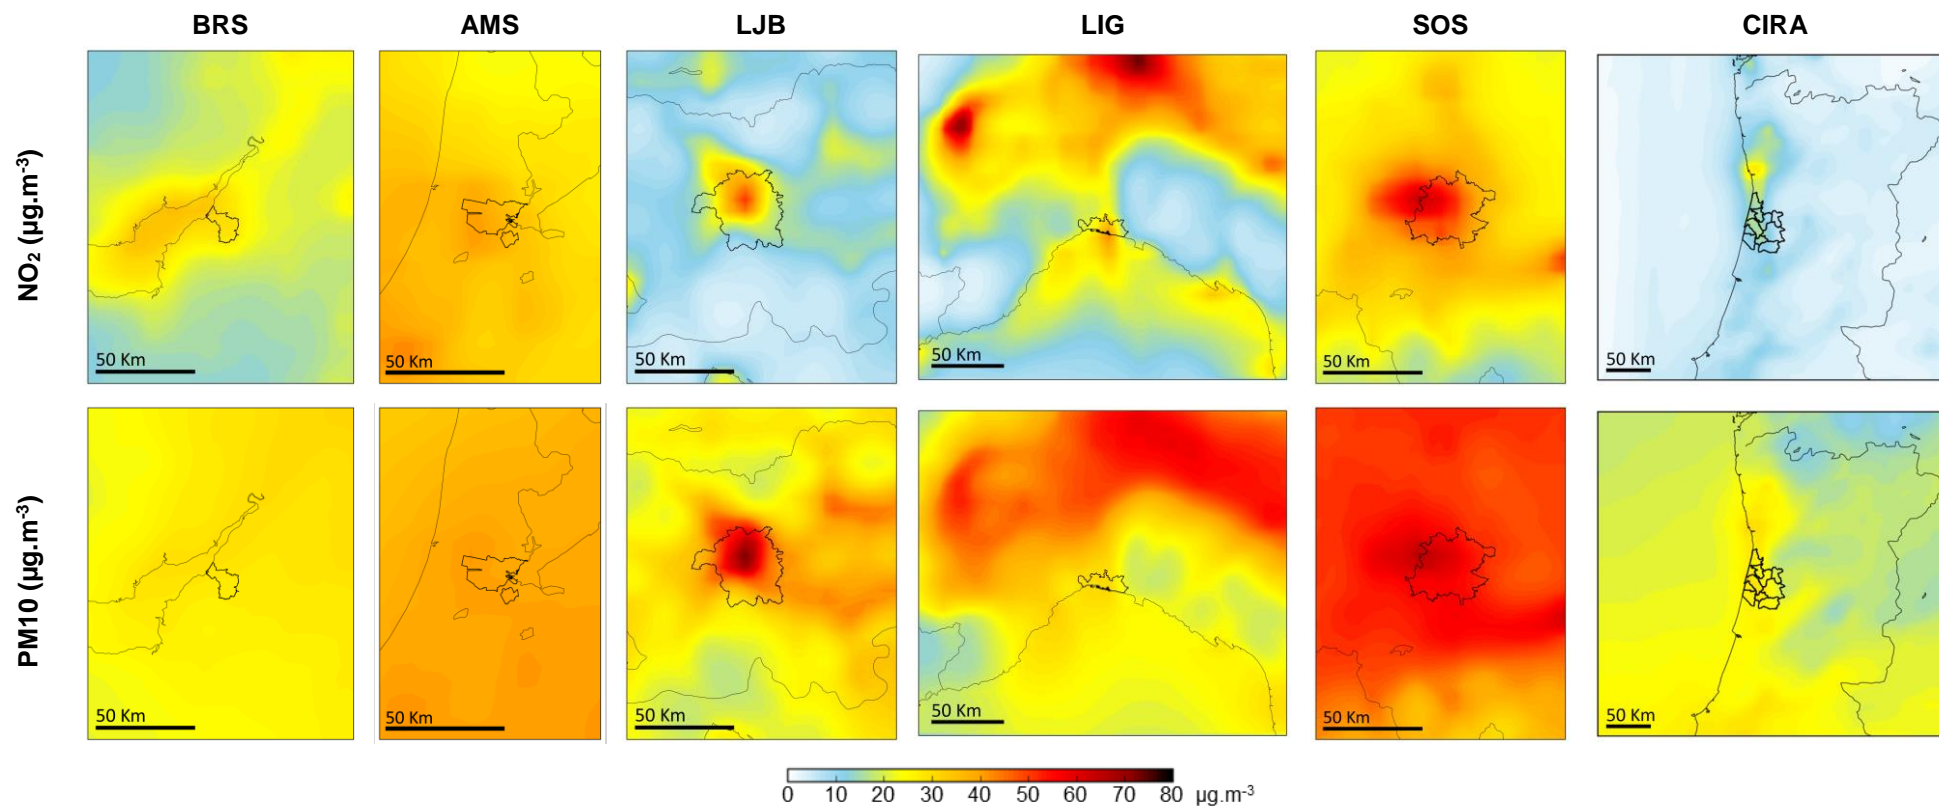 BRS AMS LJB LIG SOS CIRA
NO₂ (µg.m⁻³)
50 Km 50 Km 50 Km 50 Km 50 Km 50 Km
PM10 (µg.m⁻³)
50 Km 50 Km 50 Km 50 Km 50 Km 50 Km
0 10 20 30 40 50 60 70 80 µg.m⁻³